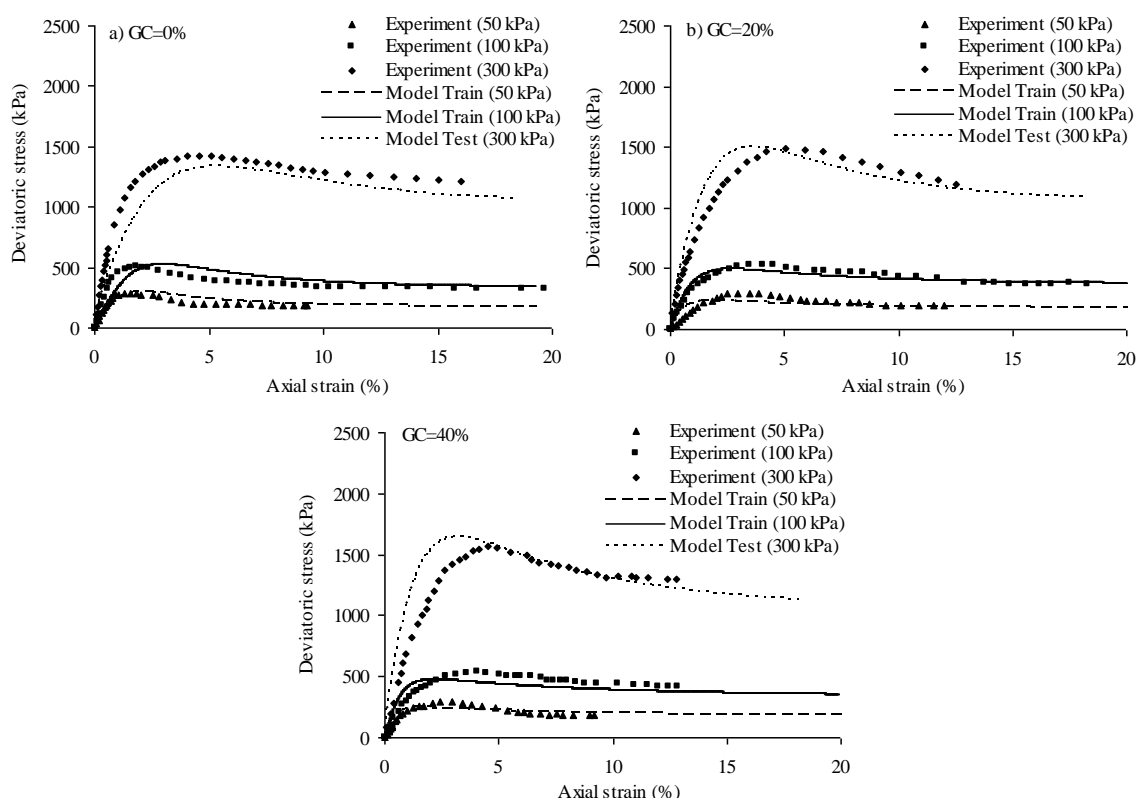 a) GC=0%
Experiment (50 kPa)
Experiment (100 kPa)
Experiment (300 kPa)
Model Train (50 kPa)
Model Train (100 kPa)
Model Test (300 kPa)
Deviatoric stress (kPa)
2500
2000
1500
1000
500
0
0 5 10 15 20
Axial strain (%)
b) GC=20%
Experiment (50 kPa)
Experiment (100 kPa)
Experiment (300 kPa)
Model Train (50 kPa)
Model Train (100 kPa)
Model Test (300 kPa)
Deviatoric stress (kPa)
2500
2000
1500
1000
500
0
0 5 10 15 20
Axial strain (%)
GC=40%
Experiment (50 kPa)
Experiment (100 kPa)
Experiment (300 kPa)
Model Train (50 kPa)
Model Train (100 kPa)
Model Test (300 kPa)
Deviatoric stress (kPa)
2500
2000
1500
1000
500
0
0 5 10 15 20
Axial strain (%)